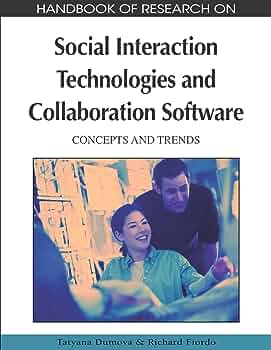 HANDBOOK OF RESEARCH ON
Social Interaction
Technologies and
Collaboration Software
CONCEPTS AND TRENDS
Tatyana Dumova & Richard Fiordo